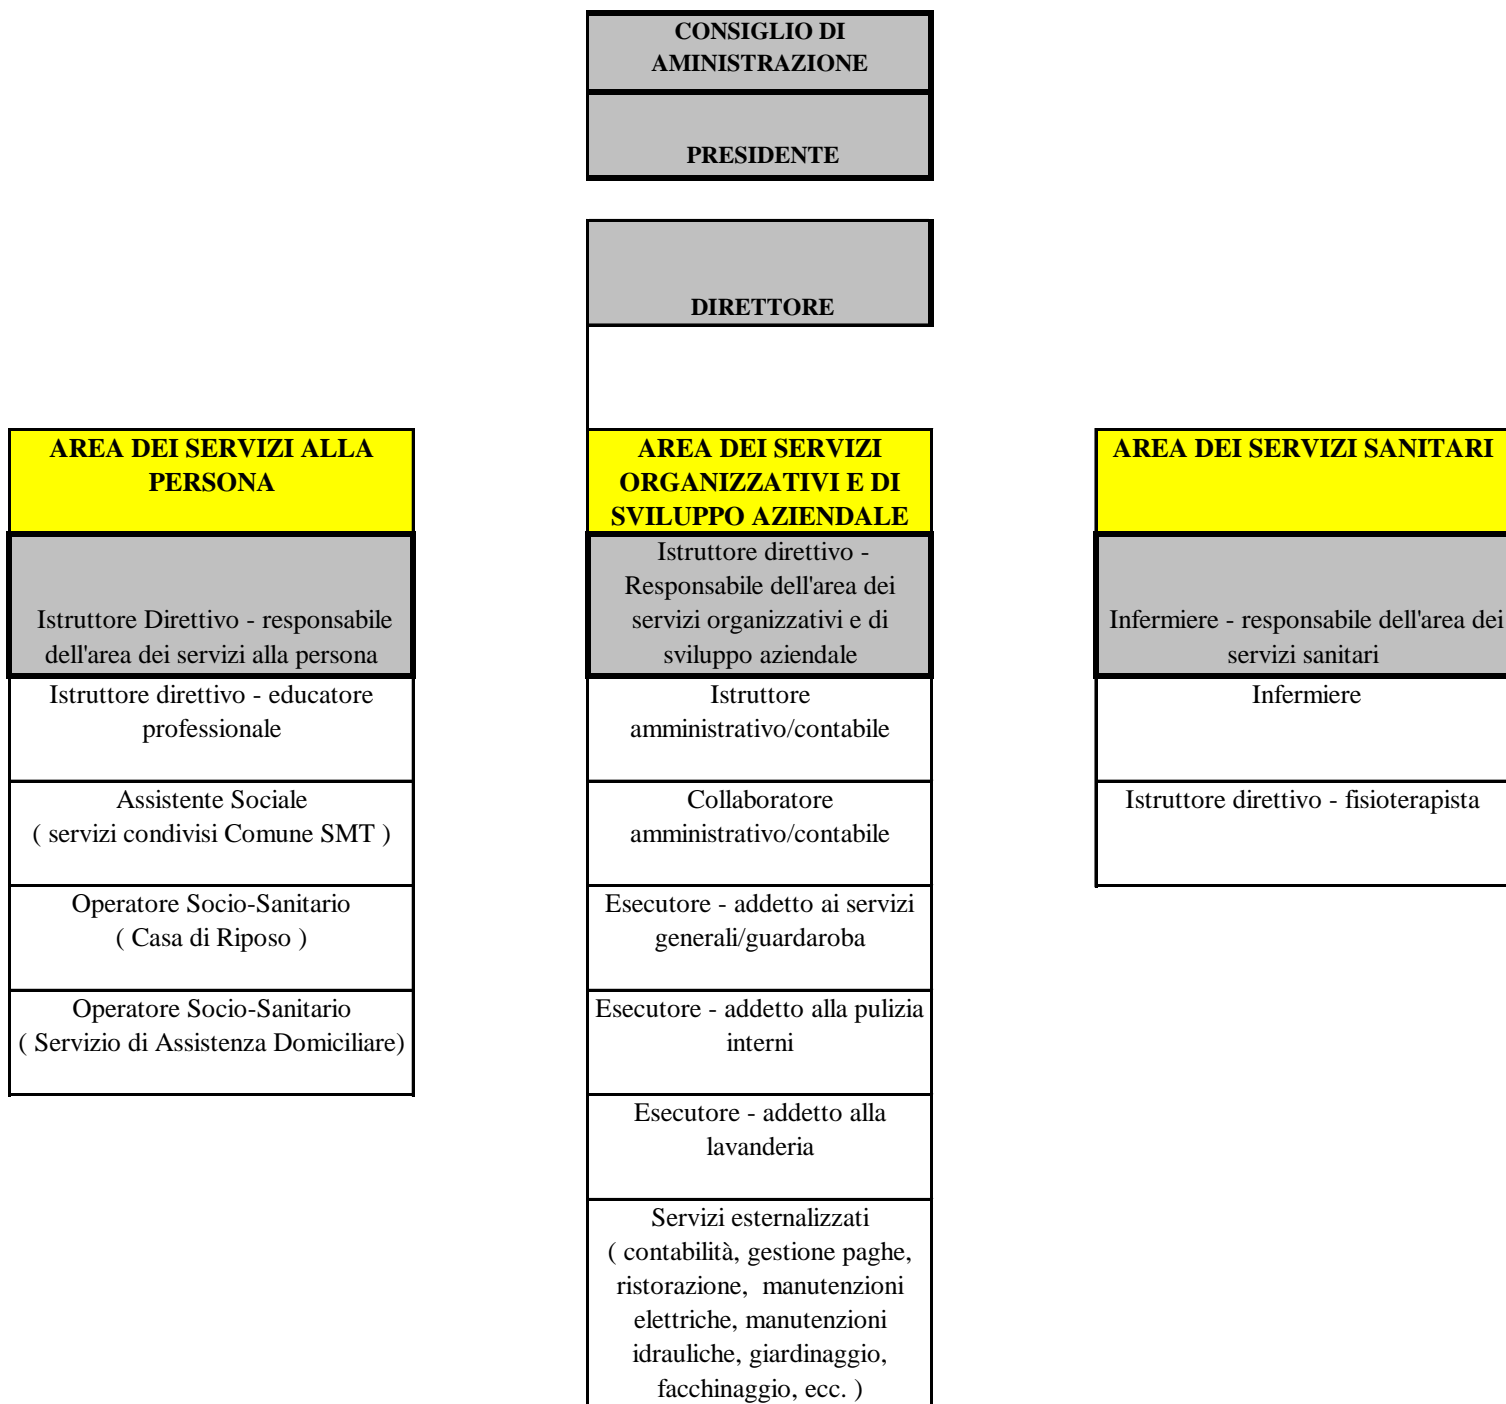 CONSIGLIO DI
AMINISTRAZIONE
PRESIDENTE
DIRETTORE
AREA DEI SERVIZI ALLA
PERSONA
Istruttore Direttivo - responsabile
dell'area dei servizi alla persona
Istruttore direttivo - educatore
professionale
Assistente Sociale
( servizi condivisi Comune SMT )
Operatore Socio-Sanitario
( Casa di Riposo )
Operatore Socio-Sanitario
( Servizio di Assistenza Domiciliare)
AREA DEI SERVIZI
ORGANIZZATIVI E DI
SVILUPPO AZIENDALE
Istruttore direttivo -
Responsabile dell'area dei
servizi organizzativi e di
sviluppo aziendale
Istruttore
amministrativo/contabile
Collaboratore
amministrativo/contabile
Esecutore - addetto ai servizi
generali/guardaroba
Esecutore - addetto alla pulizia
interni
Esecutore - addetto alla
lavanderia
Servizi esternalizzati
( contabilità, gestione paghe,
ristorazione,  manutenzioni
elettriche, manutenzioni
idrauliche, giardinaggio,
facchinaggio, ecc. )
AREA DEI SERVIZI SANITARI
Infermiere - responsabile dell'area dei
servizi sanitari
Infermiere
Istruttore direttivo - fisioterapista